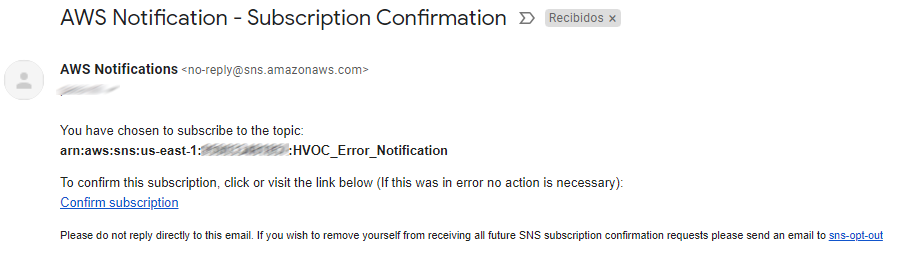 AWS Notification - Subscription Confirmation Recibidos x
AWS Notifications <no-reply@sns.amazonaws.com>
You have chosen to subscribe to the topic:
arn:aws:sns:us-east-1: :HVOC_Error_Notification
To confirm this subscription, click or visit the link below (If this was in error no action is necessary):
Confirm subscription
Please do not reply directly to this email. If you wish to remove yourself from receiving all future SNS subscription confirmation requests please send an email to sns-opt-out